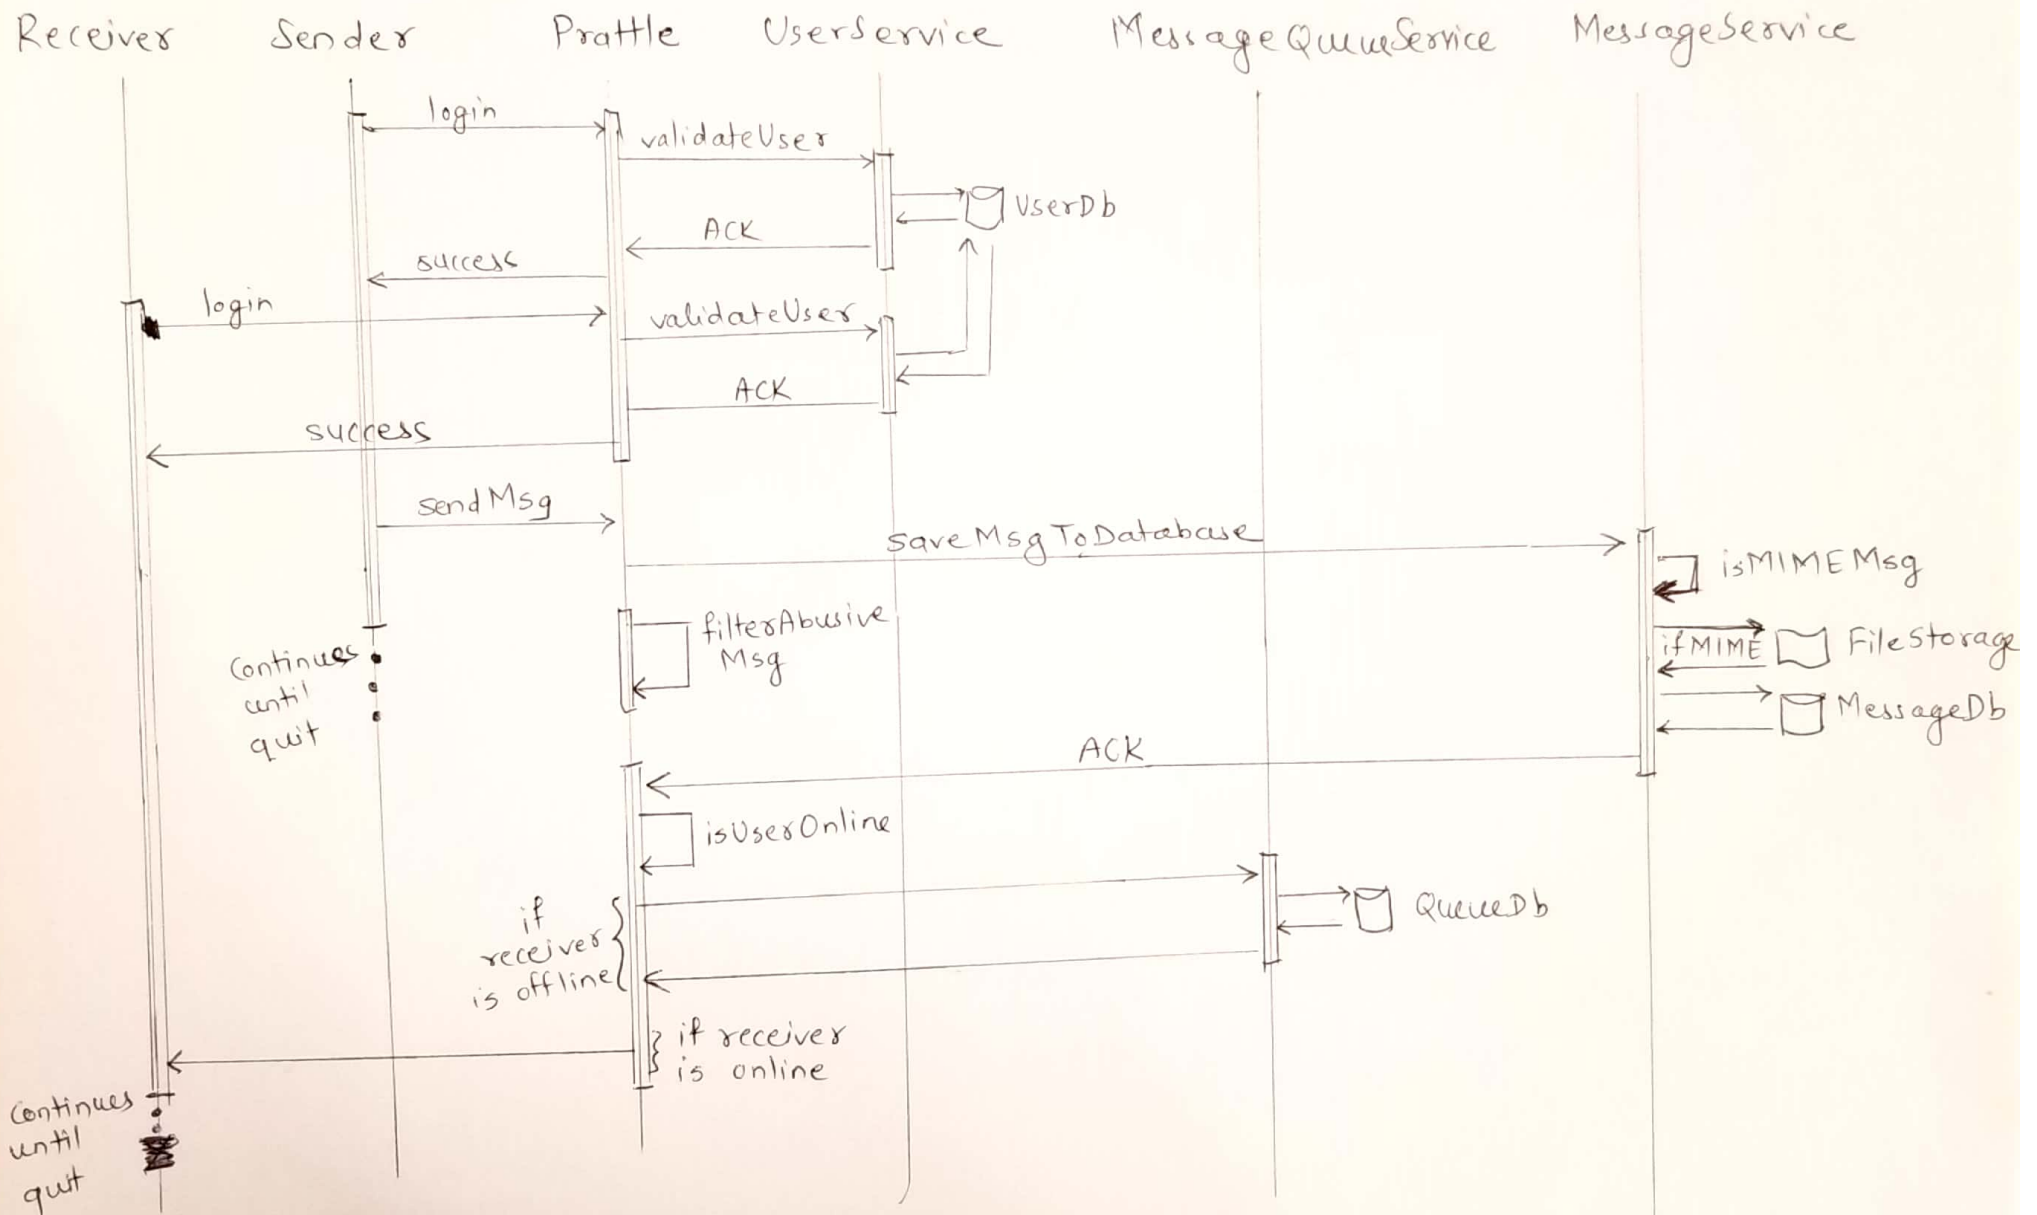 Receiver Sender Prattle UserService MessageQueueService MessageService
login
validateUser
UserDb
ACK
success
login
validateUser
ACK
success
sendMsg
saveMsgToDatabase
isMIMEMsg
filterAbusive
Msg
ifMIME FileStorage
Continues
until
quit
MessageDb
ACK
isUserOnline
if
receiver
is offline
QueueDb
if receiver
is online
Continues
until
quit